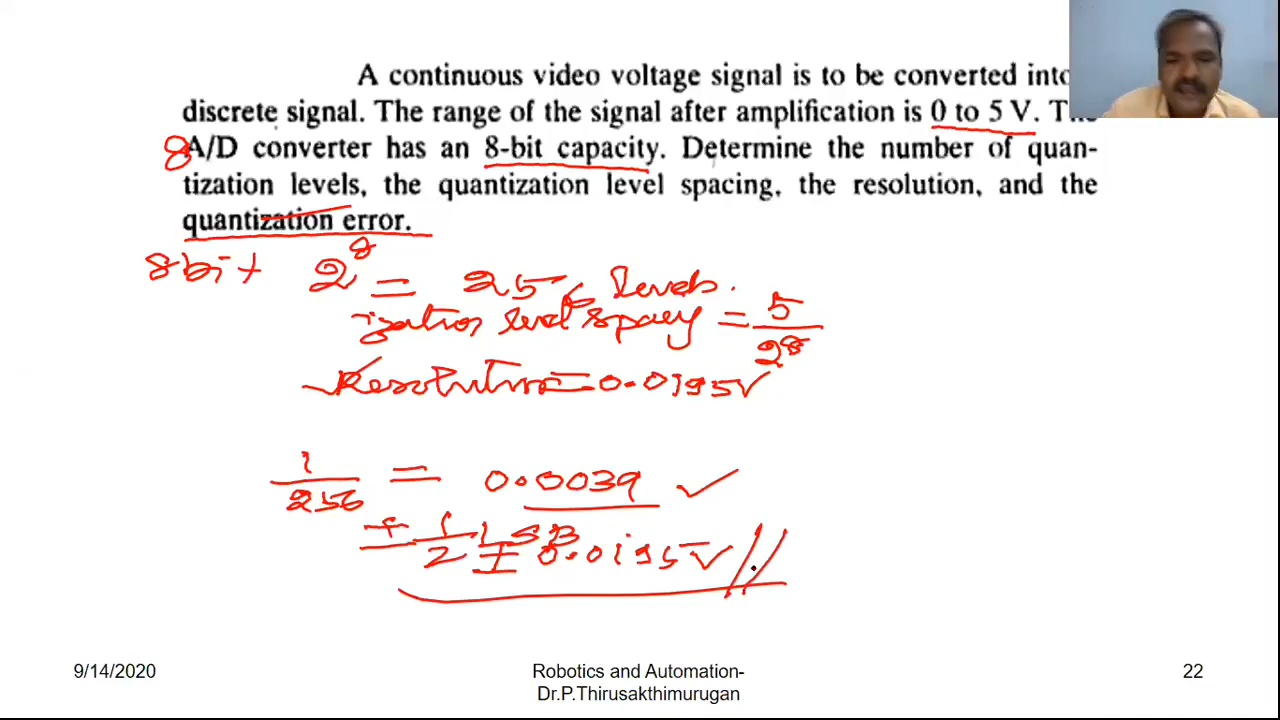 A continuous video voltage signal is to be converted into
discrete signal. The range of the signal after amplification is 0 to 5 V.
8
A/D converter has an 8-bit capacity. Determine the number of quan-
tization levels, the quantization level spacing, the resolution, and the
quantization error.
8bit 2^8 = 256 levels.
ization level spacing = 5/2^8
Resolution = 0.0195V
1/256 = 0.0039 ✓
± 1/2 LSB
± 0.0195V //
9/14/2020
Robotics and Automation-
Dr.P.Thirusakthimurugan
22